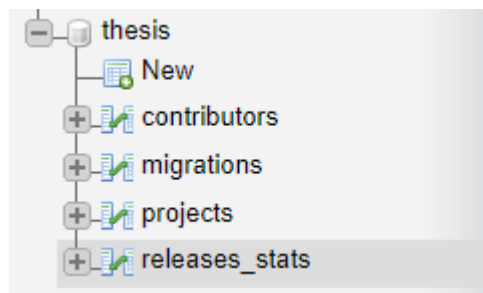 thesis
New
contributors
migrations
projects
releases_stats